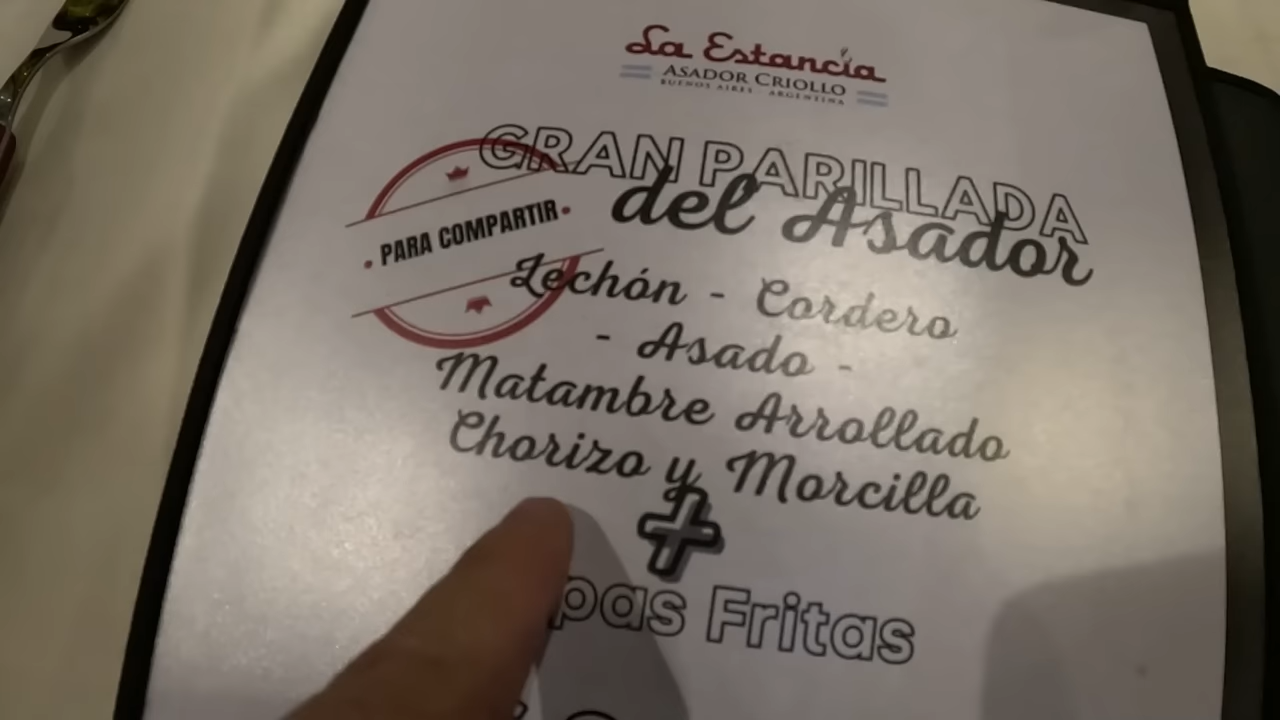 La Estancia
ASADOR CRIOLLO
BUENOS AIRES - ARGENTINA
GRAN PARILLADA
del Asador
PARA COMPARTIR
Lechón - Cordero
- Asado -
Matambre Arrollado
Chorizo y Morcilla
+
Fritas